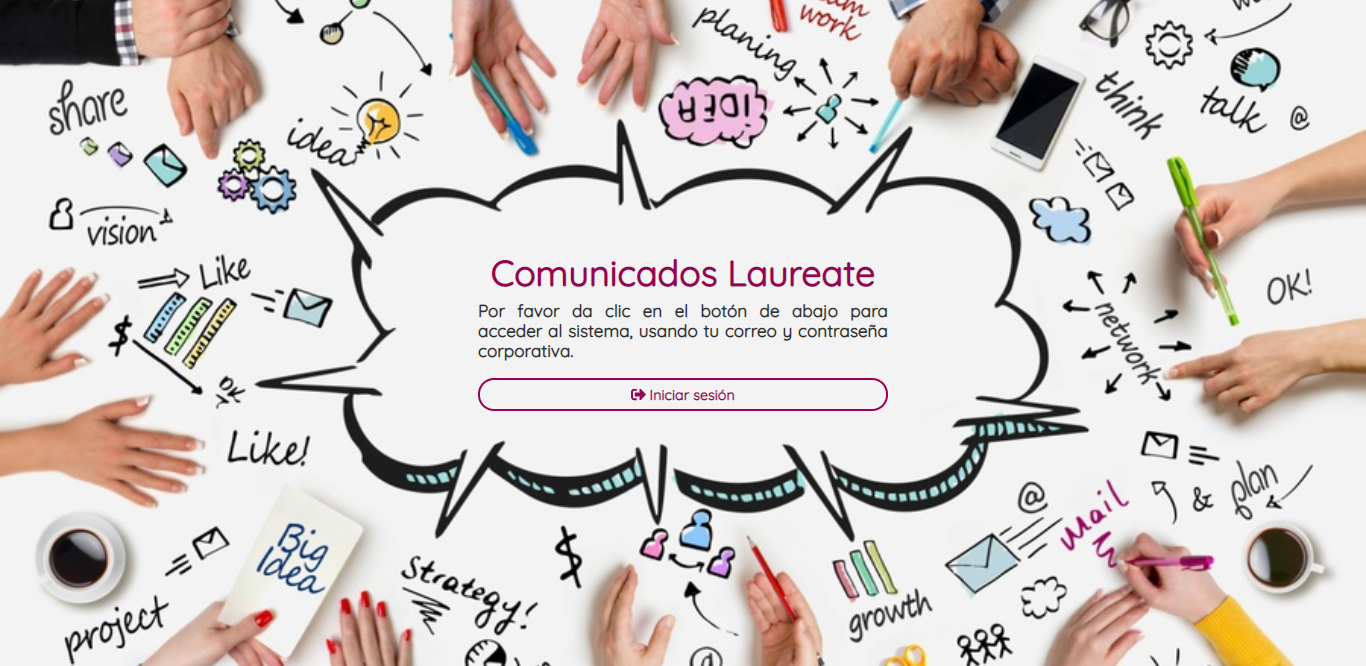 planing
team
work
share
idea
iDEA
think
talk
@
vision
Like
$
OK
OK!
network
Comunicados Laureate
Por favor da clic en el botón de abajo para
acceder al sistema, usando tu correo y contraseña
corporativa.
Iniciar sesión
Like!
plan
&
@
Mail
Big
Idea
$
Strategy!
project
growth
@